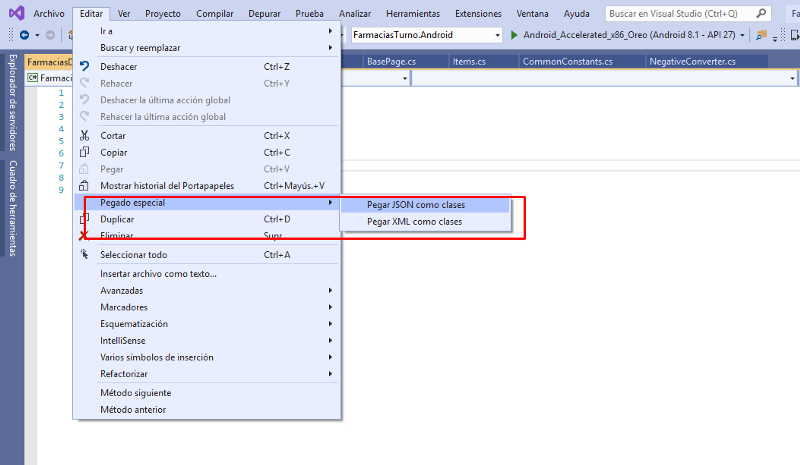 Archivo Editar Ver Proyecto Compilar Depurar Prueba Analizar Herramientas Extensiones Ventana Ayuda Buscar en Visual Studio (Ctrl+Q) Fa
FarmaciasTurno.Android Android_Accelerated_x86_Oreo (Android 8.1 - API 27)
FarmaciasD BasePage.cs Items.cs CommonConstants.cs NegativeConverter.cs
C# Farmaci
Explorador de servidores
Cuadro de herramientas
1
2
3
4
5
6
7
8
9
Ir a
Buscar y reemplazar
Deshacer Ctrl+Z
Rehacer Ctrl+Y
Deshacer la última acción global
Rehacer la última acción global
Cortar Ctrl+X
Copiar Ctrl+C
Pegar Ctrl+V
Mostrar historial del Portapapeles Ctrl+Mayús.+V
Pegado especial
Duplicar Ctrl+D
Eliminar Supr
Seleccionar todo Ctrl+A
Insertar archivo como texto...
Avanzadas
Marcadores
Esquematización
IntelliSense
Varios símbolos de inserción
Refactorizar
Método siguiente
Método anterior
Pegar JSON como clases
Pegar XML como clases